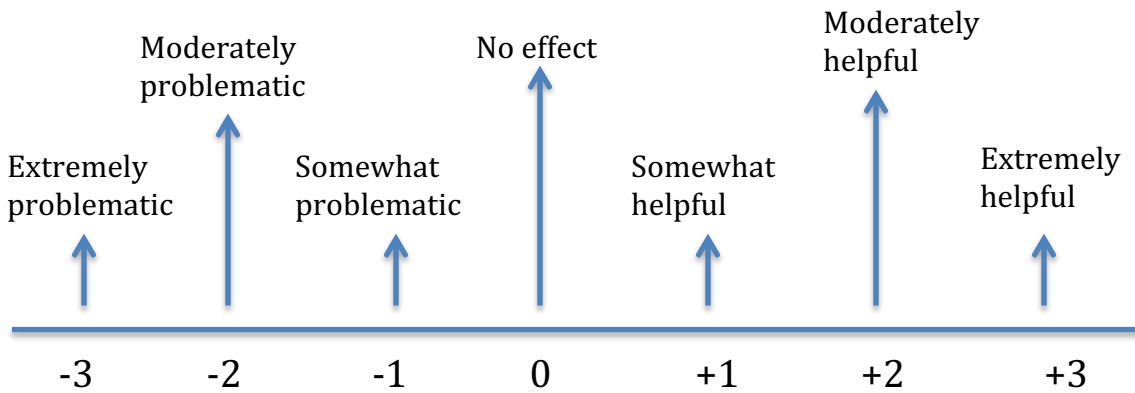 Moderately
problematic
No effect
Moderately
helpful
Extremely
problematic
Somewhat
problematic
Somewhat
helpful
Extremely
helpful
-3
-2
-1
0
+1
+2
+3